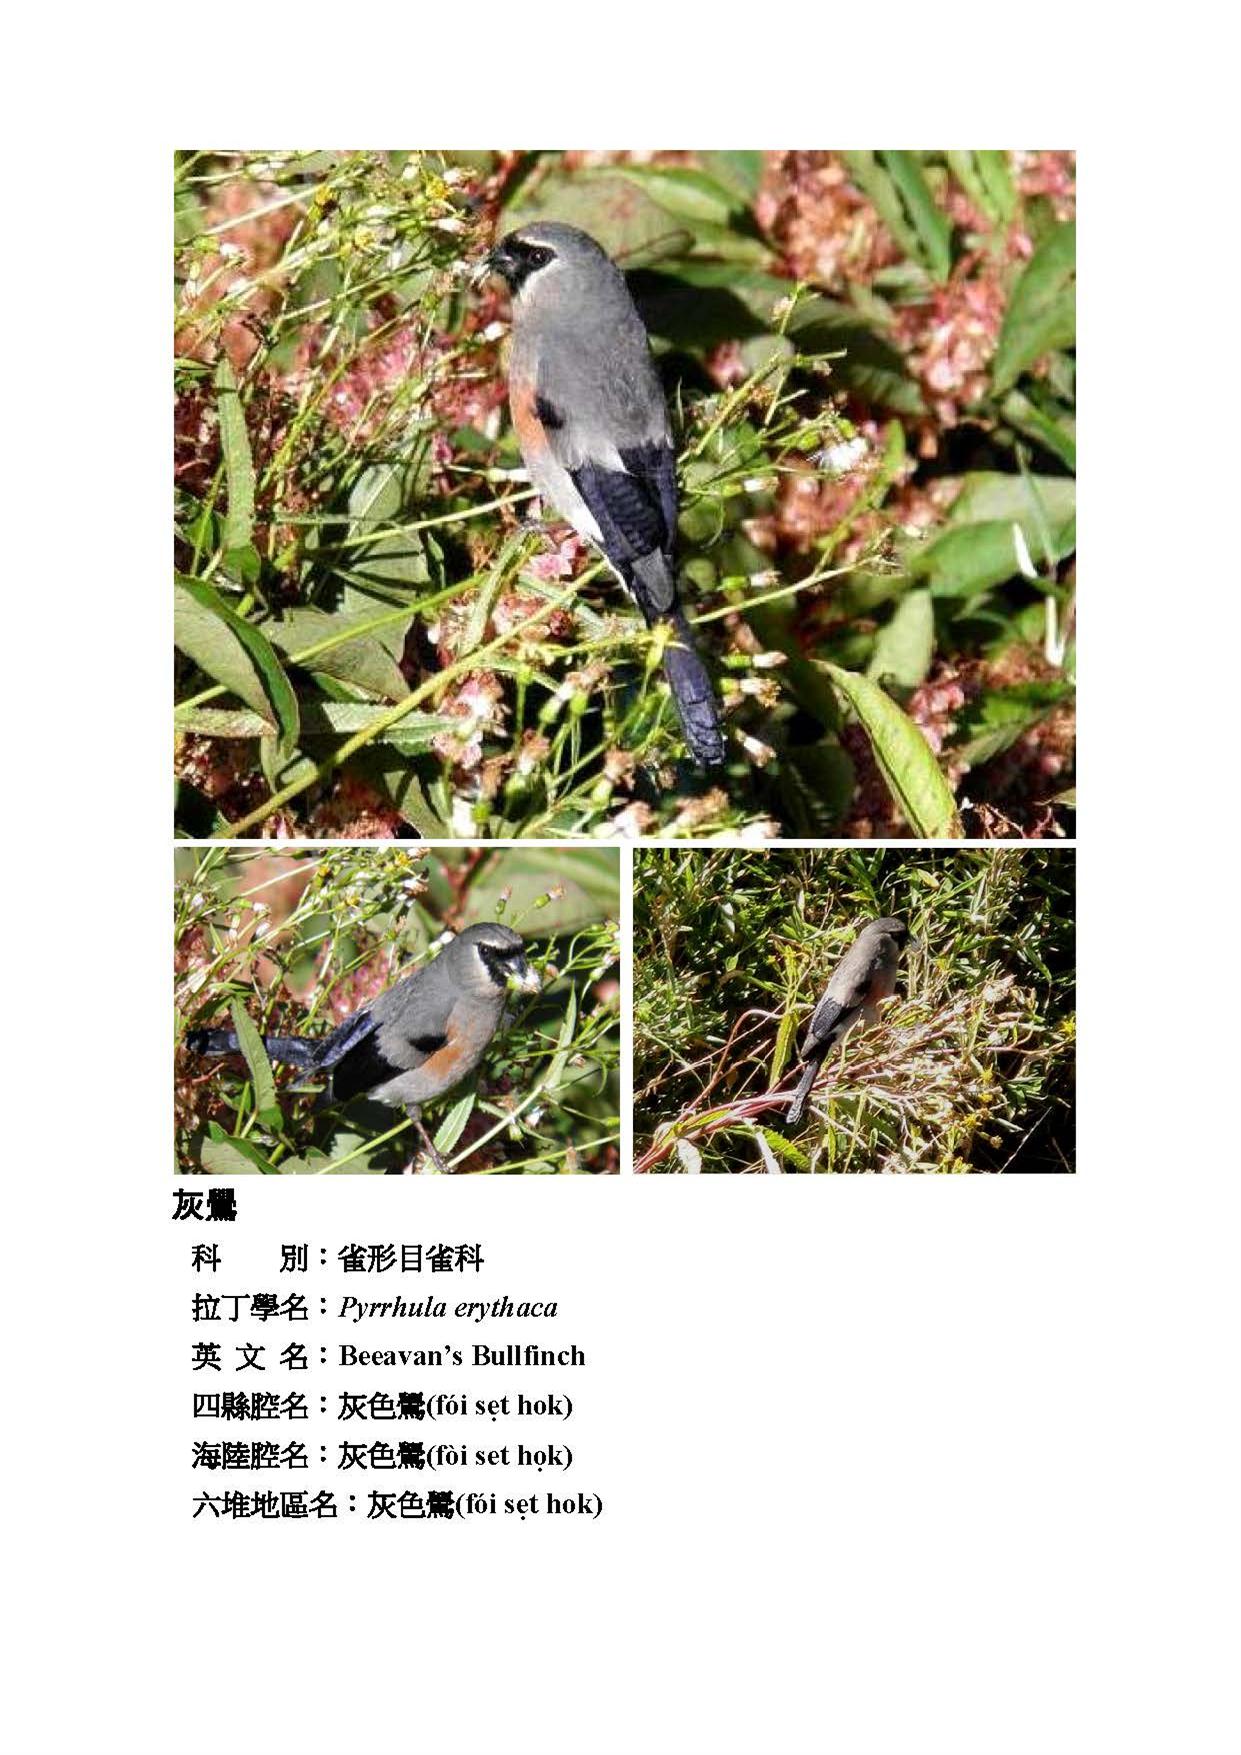 灰鷽
科　　別：雀形目雀科
拉丁學名：Pyrrhula erythaca
英 文 名：Beeavan’s Bullfinch
四縣腔名：灰色鷽(fói sẹt hok)
海陸腔名：灰色鷽(fòi set họk)
六堆地區名：灰色鷽(fói sẹt hok)